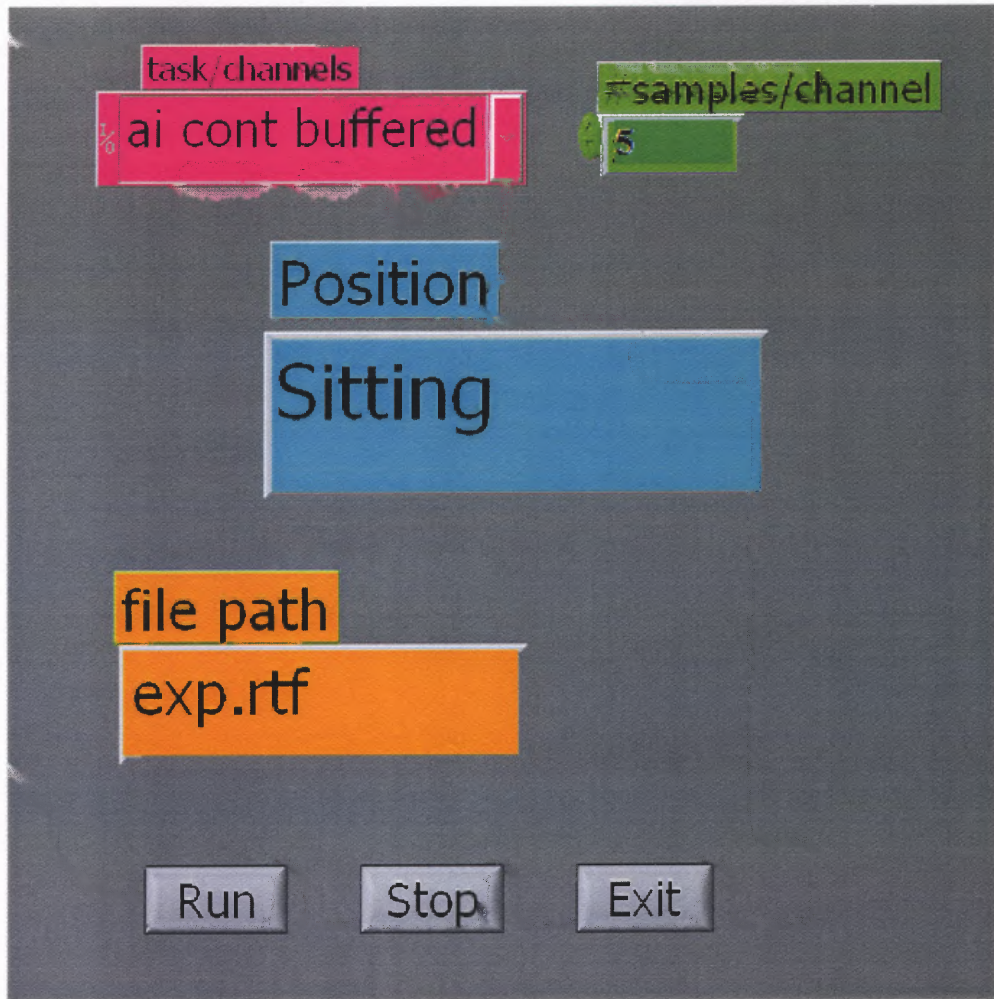 task/channels
#samples/channel
I/O
ai cont buffered
5
Position
Sitting
file path
exp.rtf
Run
Stop
Exit